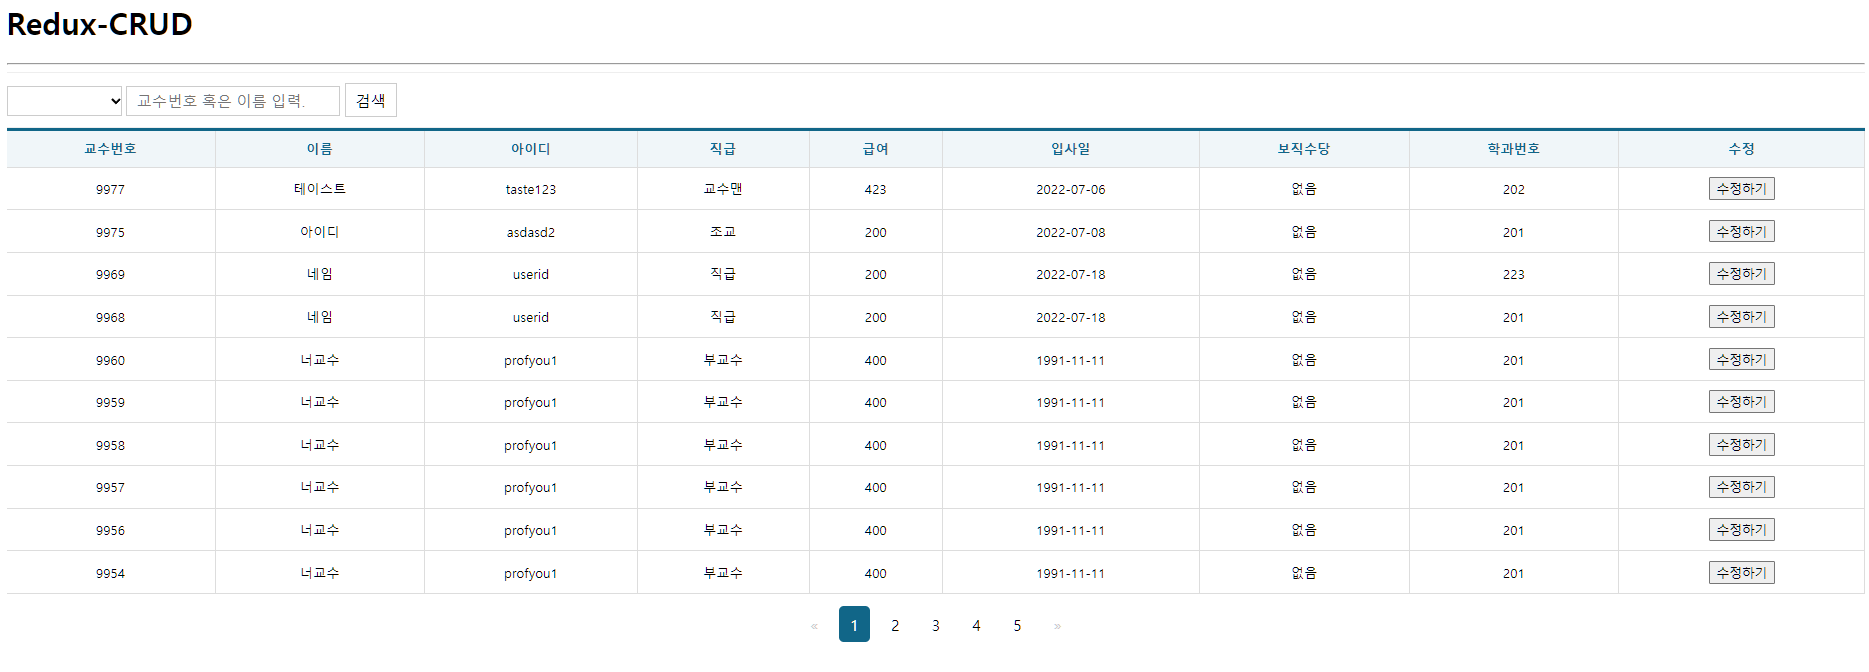 Redux-CRUD
교수번호 혹은 이름 입력. 검색
교수번호 이름 아이디 직급 급여 입사일 보직수당 학과번호 수정
9977 테이스트 taste123 교수맨 423 2022-07-06 없음 202 수정하기
9975 아이디 asdasd2 조교 200 2022-07-08 없음 201 수정하기
9969 네임 userid 직급 200 2022-07-18 없음 223 수정하기
9968 네임 userid 직급 200 2022-07-18 없음 201 수정하기
9960 너교수 profyou1 부교수 400 1991-11-11 없음 201 수정하기
9959 너교수 profyou1 부교수 400 1991-11-11 없음 201 수정하기
9958 너교수 profyou1 부교수 400 1991-11-11 없음 201 수정하기
9957 너교수 profyou1 부교수 400 1991-11-11 없음 201 수정하기
9956 너교수 profyou1 부교수 400 1991-11-11 없음 201 수정하기
9954 너교수 profyou1 부교수 400 1991-11-11 없음 201 수정하기
« 1 2 3 4 5 »